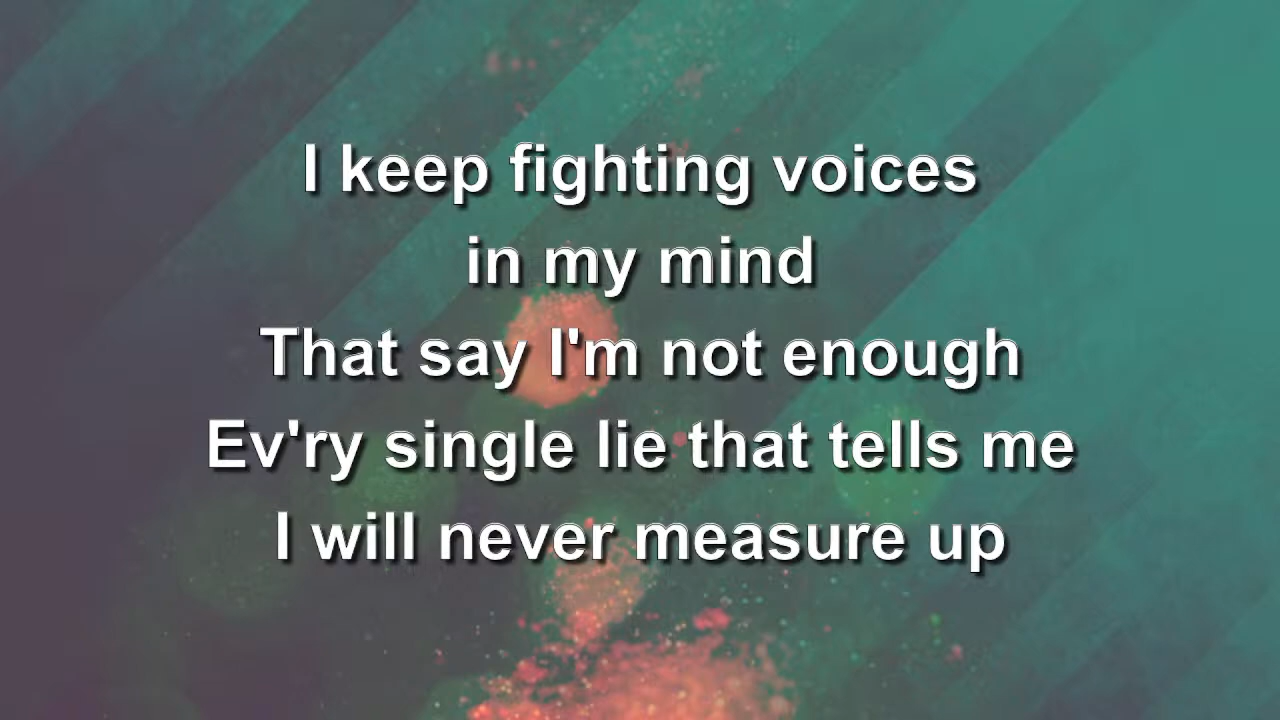 I keep fighting voices
in my mind
That say I'm not enough
Ev'ry single lie that tells me
I will never measure up